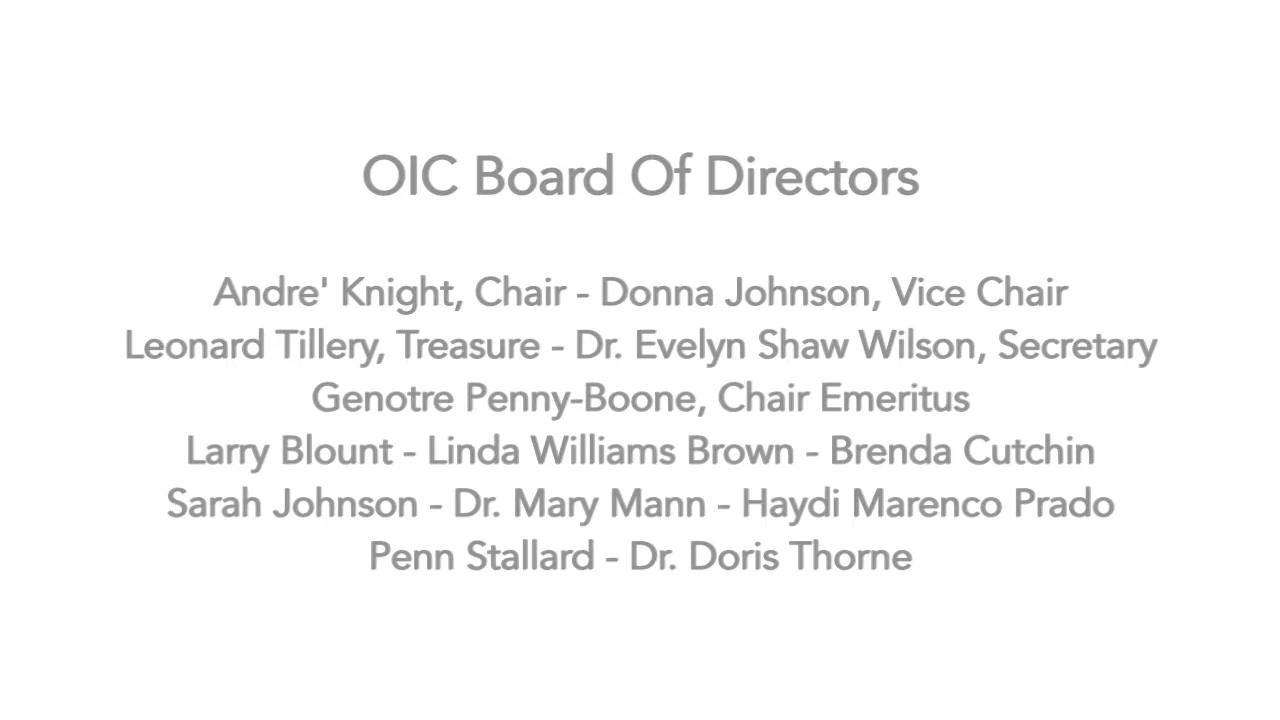 OIC Board Of Directors
Andre' Knight, Chair - Donna Johnson, Vice Chair
Leonard Tillery, Treasure - Dr. Evelyn Shaw Wilson, Secretary
Genotre Penny-Boone, Chair Emeritus
Larry Blount - Linda Williams Brown - Brenda Cutchin
Sarah Johnson - Dr. Mary Mann - Haydi Marenco Prado
Penn Stallard - Dr. Doris Thorne